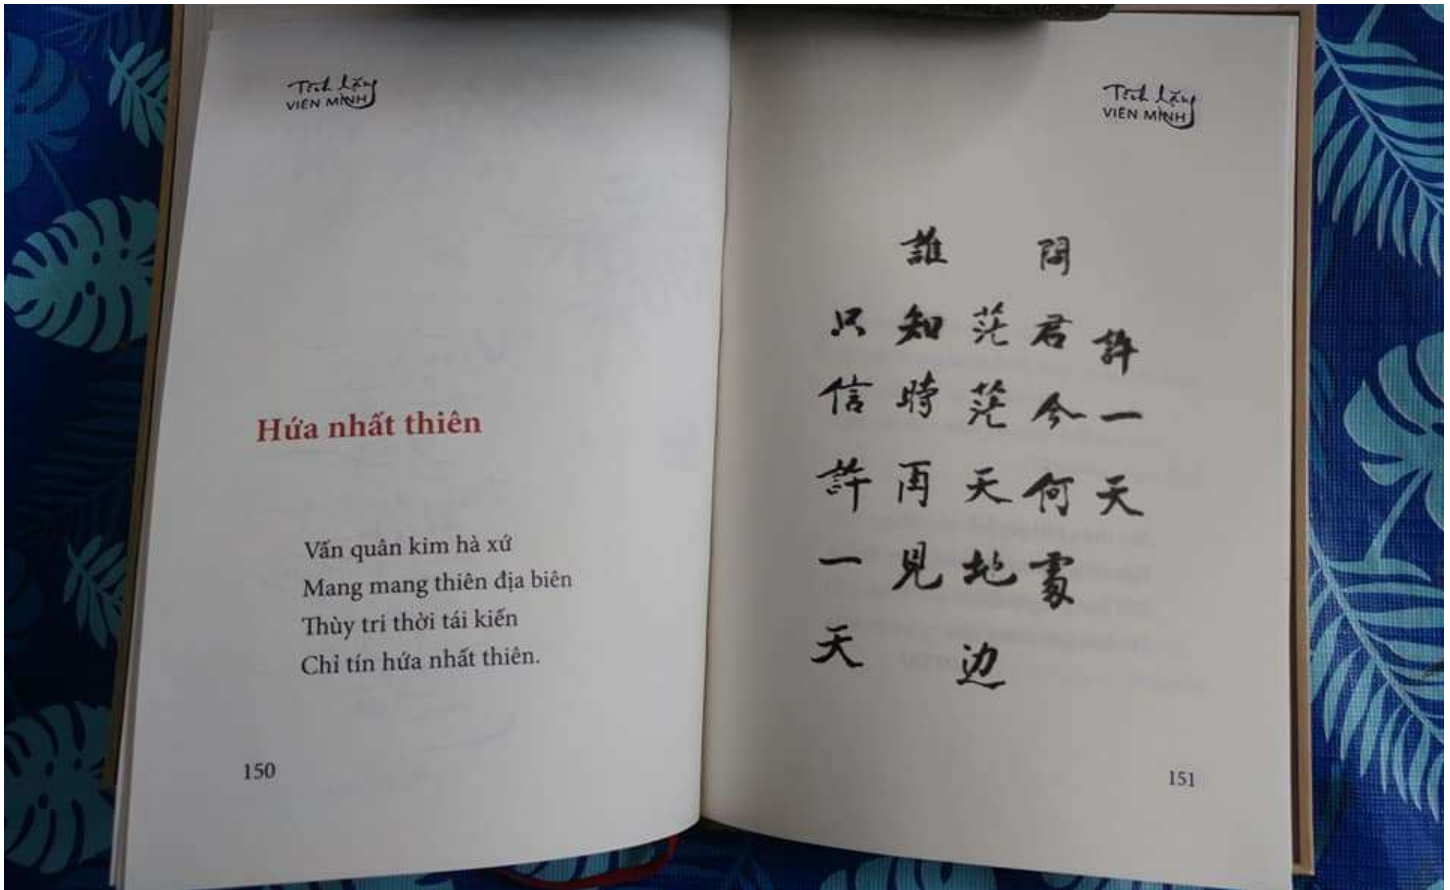 Tĩnh lặng
VIÊN MINH
Hứa nhất thiên
Vấn quân kim hà xứ
Mang mang thiên địa biên
Thùy tri thời tái kiến
Chỉ tín hứa nhất thiên.
150
Tĩnh lặng
VIÊN MINH
許一天
問君今何處
茫茫天地边
誰知時再見
只信許一天
151